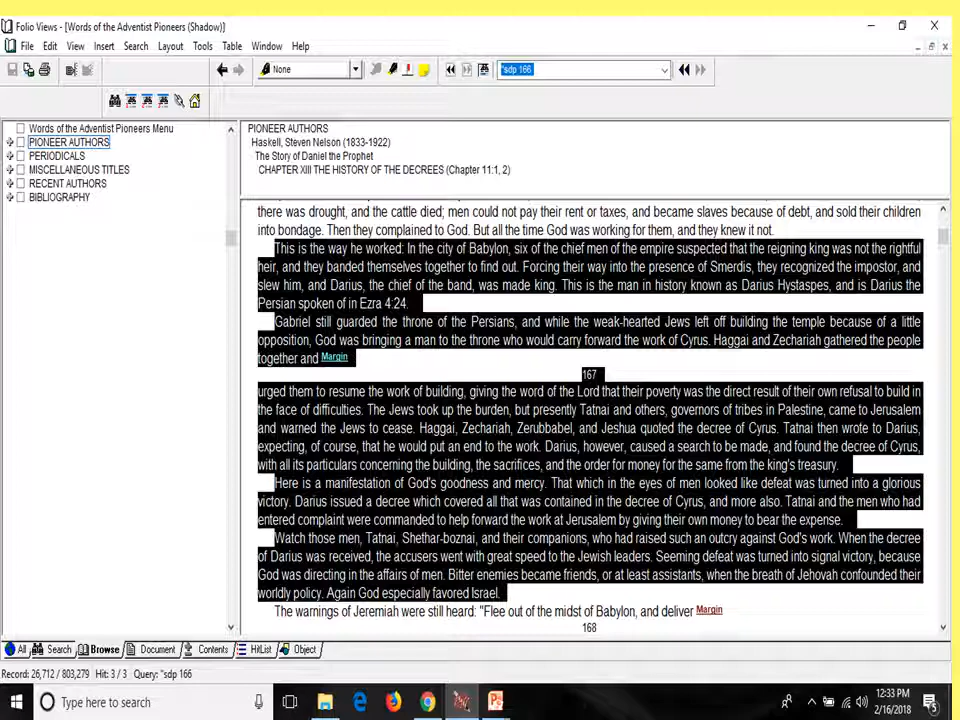 Folio Views - [Words of the Adventist Pioneers (Shadow)]
File Edit View Insert Search Layout Tools Table Window Help
None
"sdp 166
Words of the Adventist Pioneers Menu
PIONEER AUTHORS
PERIODICALS
MISCELLANEOUS TITLES
RECENT AUTHORS
BIBLIOGRAPHY
PIONEER AUTHORS
Haskell, Steven Nelson (1833-1922)
The Story of Daniel the Prophet
CHAPTER XIII THE HISTORY OF THE DECREES (Chapter 11:1, 2)
there was drought, and the cattle died; men could not pay their rent or taxes, and became slaves because of debt, and sold their children
into bondage. Then they complained to God. But all the time God was working for them, and they knew it not.
This is the way he worked: In the city of Babylon, six of the chief men of the empire suspected that the reigning king was not the rightful
heir, and they banded themselves together to find out. Forcing their way into the presence of Smerdis, they recognized the impostor, and
slew him, and Darius, the chief of the band, was made king. This is the man in history known as Darius Hystaspes, and is Darius the
Persian spoken of in Ezra 4:24.
Gabriel still guarded the throne of the Persians, and while the weak-hearted Jews left off building the temple because of a little
opposition, God was bringing a man to the throne who would carry forward the work of Cyrus. Haggai and Zechariah gathered the people
together and Margin
167
urged them to resume the work of building, giving the word of the Lord that their poverty was the direct result of their own refusal to build in
the face of difficulties. The Jews took up the burden, but presently Tatnai and others, governors of tribes in Palestine, came to Jerusalem
and warned the Jews to cease. Haggai, Zechariah, Zerubbabel, and Jeshua quoted the decree of Cyrus. Tatnai then wrote to Darius,
expecting, of course, that he would put an end to the work. Darius, however, caused a search to be made, and found the decree of Cyrus,
with all its particulars concerning the building, the sacrifices, and the order for money for the same from the king's treasury.
Here is a manifestation of God's goodness and mercy. That which in the eyes of men looked like defeat was turned into a glorious
victory. Darius issued a decree which covered all that was contained in the decree of Cyrus, and more also. Tatnai and the men who had
entered complaint were commanded to help forward the work at Jerusalem by giving their own money to bear the expense.
Watch those men, Tatnai, Shethar-boznai, and their companions, who had raised such an outcry against God's work. When the decree
of Darius was received, the accusers went with great speed to the Jewish leaders. Seeming defeat was turned into signal victory, because
God was directing in the affairs of men. Bitter enemies became friends, or at least assistants, when the breath of Jehovah confounded their
worldly policy. Again God especially favored Israel.
The warnings of Jeremiah were still heard: "Flee out of the midst of Babylon, and deliver Margin
168
All Search Browse Document Contents HitList Object
Record: 26,712 / 803,279 Hit: 3 / 3 Query: "sdp 166
Type here to search
12:33 PM
2/16/2018
5